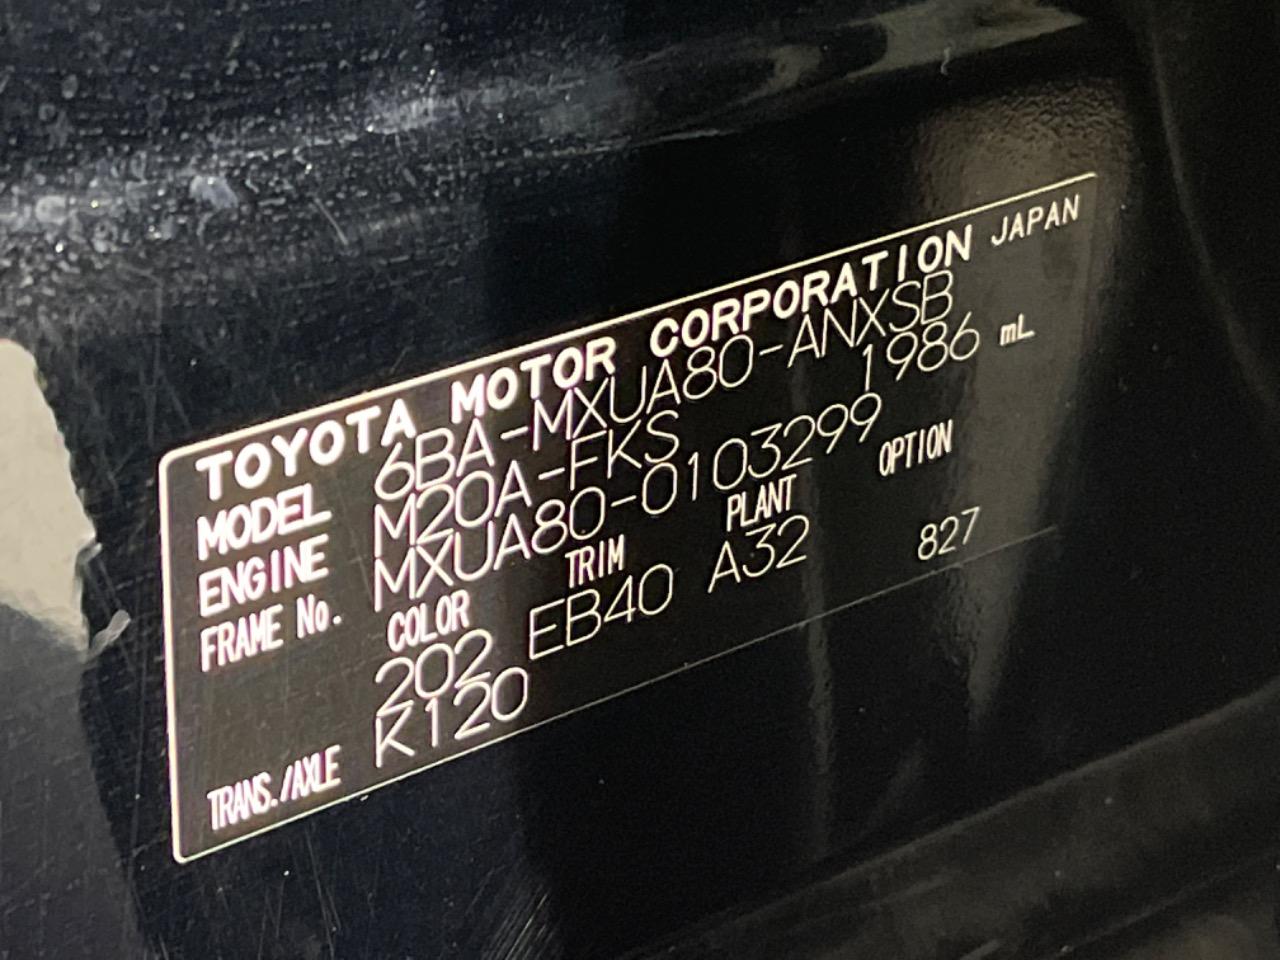 TOYOTA MOTOR CORPORATION JAPAN
MODEL 6BA-MXUA80-ANXSB
ENGINE M20A-FKS 1986 mL
FRAME No. MXUA80-0103299
COLOR TRIM PLANT OPTION
202 EB40 A32 827
TRANS./AXLE K120